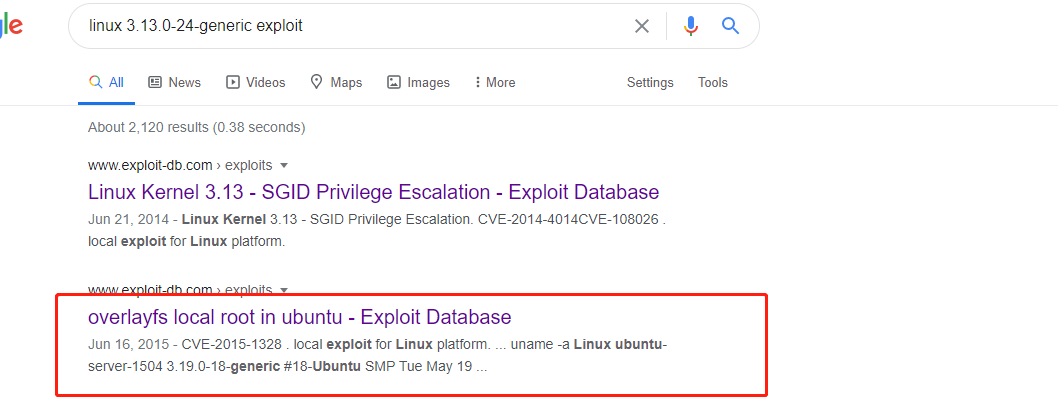 gle
linux 3.13.0-24-generic exploit
All News Videos Maps Images More Settings Tools
About 2,120 results (0.38 seconds)
www.exploit-db.com › exploits
Linux Kernel 3.13 - SGID Privilege Escalation - Exploit Database
Jun 21, 2014 - Linux Kernel 3.13 - SGID Privilege Escalation. CVE-2014-4014CVE-108026 .
local exploit for Linux platform.
www.exploit-db.com › exploits
overlayfs local root in ubuntu - Exploit Database
Jun 16, 2015 - CVE-2015-1328 . local exploit for Linux platform. ... uname -a Linux ubuntu-
server-1504 3.19.0-18-generic #18-Ubuntu SMP Tue May 19 ...